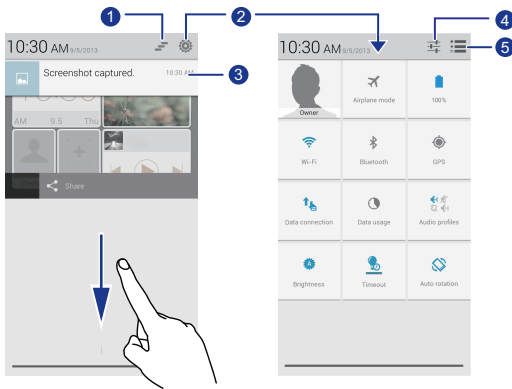 1
2
4
10:30 AM 9/5/2013
10:30 AM 9/5/2013
5
Screenshot captured.
10:30 AM
3
AM 9.5 Thu
Share
Owner
Airplane mode
100%
Wi-Fi
Bluetooth
GPS
Data connection
Data usage
Audio profiles
A
Brightness
Timeout
Auto rotation